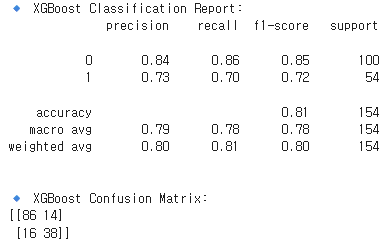 🔹 XGBoost Classification Report:
              precision    recall  f1-score   support

           0       0.84      0.86      0.85       100
           1       0.73      0.70      0.72        54

    accuracy                           0.81       154
   macro avg       0.79      0.78      0.78       154
weighted avg       0.80      0.81      0.80       154

🔹 XGBoost Confusion Matrix:
[[86 14]
 [16 38]]